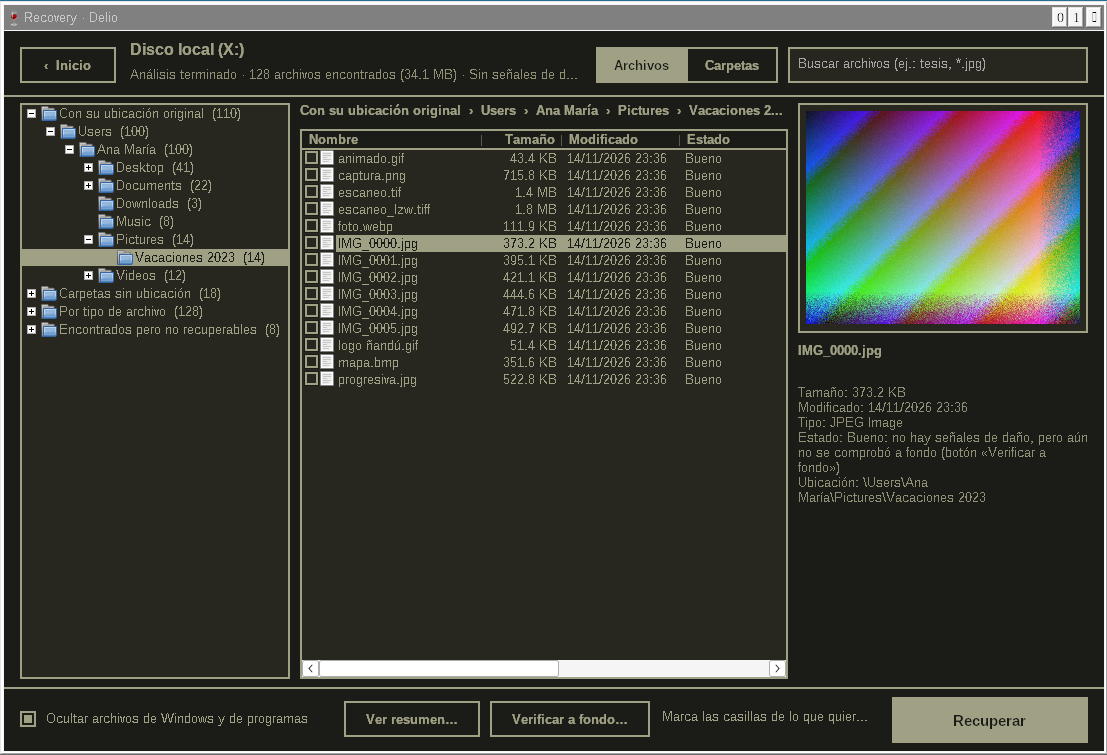 Recovery · Delio
‹ Inicio
Disco local (X:)
Análisis terminado · 128 archivos encontrados (34.1 MB) · Sin señales de d...
Archivos
Carpetas
Buscar archivos (ej.: tesis, *.jpg)
Con su ubicación original (110)
Users (100)
Ana María (100)
Desktop (41)
Documents (22)
Downloads (3)
Music (8)
Pictures (14)
Vacaciones 2023 (14)
Videos (12)
Carpetas sin ubicación (18)
Por tipo de archivo (128)
Encontrados pero no recuperables (8)
Con su ubicación original › Users › Ana María › Pictures › Vacaciones 2...
Nombre Tamaño Modificado Estado
animado.gif 43.4 KB 14/11/2026 23:36 Bueno
captura.png 715.8 KB 14/11/2026 23:36 Bueno
escaneo.tif 1.4 MB 14/11/2026 23:36 Bueno
escaneo_lzw.tiff 1.8 MB 14/11/2026 23:36 Bueno
foto.webp 111.9 KB 14/11/2026 23:36 Bueno
IMG_0000.jpg 373.2 KB 14/11/2026 23:36 Bueno
IMG_0001.jpg 395.1 KB 14/11/2026 23:36 Bueno
IMG_0002.jpg 421.1 KB 14/11/2026 23:36 Bueno
IMG_0003.jpg 444.6 KB 14/11/2026 23:36 Bueno
IMG_0004.jpg 471.8 KB 14/11/2026 23:36 Bueno
IMG_0005.jpg 492.7 KB 14/11/2026 23:36 Bueno
logo ñandú.gif 51.4 KB 14/11/2026 23:36 Bueno
mapa.bmp 351.6 KB 14/11/2026 23:36 Bueno
progresiva.jpg 522.8 KB 14/11/2026 23:36 Bueno
IMG_0000.jpg
Tamaño: 373.2 KB
Modificado: 14/11/2026 23:36
Tipo: JPEG Image
Estado: Bueno: no hay señales de daño, pero aún
no se comprobó a fondo (botón «Verificar a
fondo»)
Ubicación: \Users\Ana
María\Pictures\Vacaciones 2023
Ocultar archivos de Windows y de programas
Ver resumen...
Verificar a fondo...
Marca las casillas de lo que quier...
Recuperar